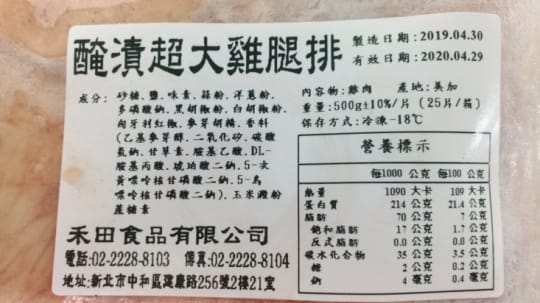 醃漬超大雞腿排
製造日期:2019.04.30
有效日期:2020.04.29
成分: 砂糖、鹽、味素、蒜粉、洋蔥粉、
多磷酸鈉、黑胡椒粉、白胡椒粉、
匈牙利紅椒、麥芽糊精、香料
(乙基麥芽醇、二氧化矽、碳酸
氫鈉、甘草素、胺基乙酸、DL-
胺基丙酸、琥珀酸二鈉、5-次
黃嘌呤核苷磷酸二鈉、5-鳥
嘌呤核苷磷酸二鈉)、玉米澱粉
蔗糖素
內容物:雞肉 產地:美加
重量:500g±10%/片 (25片/箱)
保存方式:冷凍-18℃
營養標示
每1000 公克 每100 公克
熱量 1090 大卡 109 大卡
蛋白質 214 公克 21.4 公克
脂肪 70 公克 7 公克
飽和脂肪 17 公克 1.7 公克
反式脂肪 0.0 公克 0.0 公克
碳水化合物 35 公克 3.5 公克
糖 2 公克 0.2 公克
鈉 4 毫克 0.4 毫克
禾田食品有限公司
電話:02-2228-8103 傳真:02-2228-8104
地址:新北市中和區建康路256號2樓21室